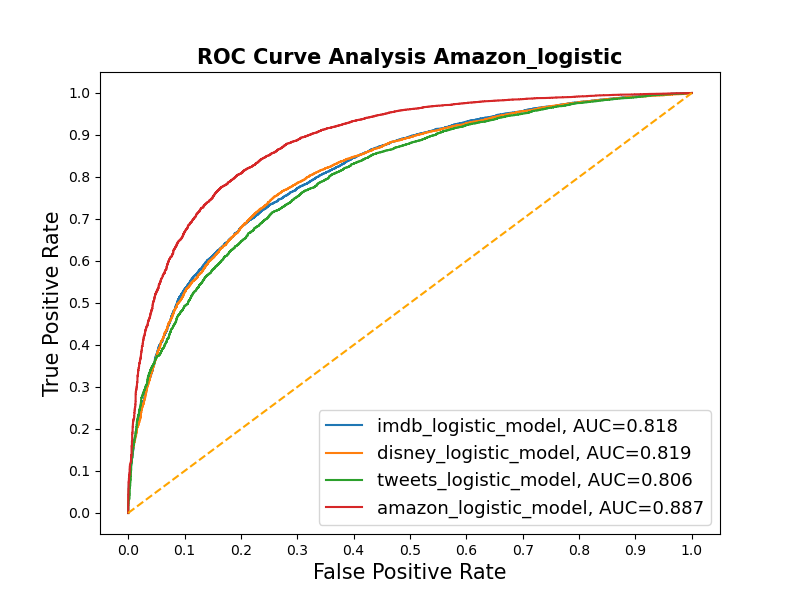 ROC Curve Analysis Amazon_logistic
True Positive Rate
1.0
0.9
0.8
0.7
0.6
0.5
0.4
0.3
0.2
0.1
0.0
imdb_logistic_model, AUC=0.818
disney_logistic_model, AUC=0.819
tweets_logistic_model, AUC=0.806
amazon_logistic_model, AUC=0.887
0.0 0.1 0.2 0.3 0.4 0.5 0.6 0.7 0.8 0.9 1.0
False Positive Rate